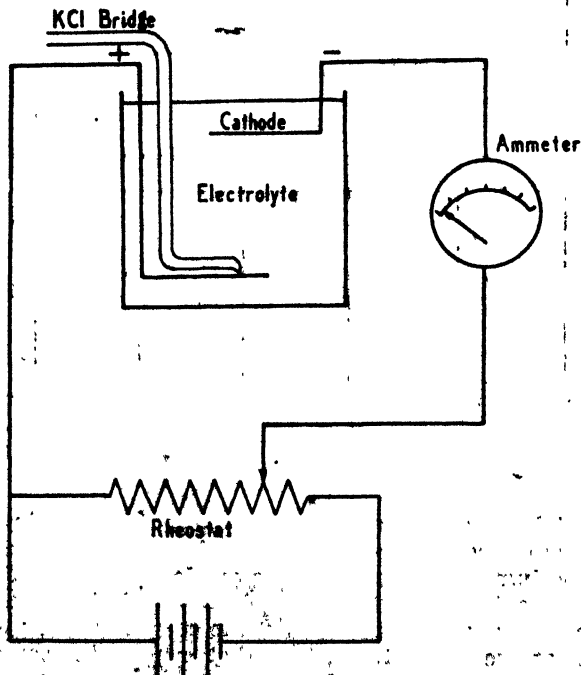 KCl Bridge
+
−
Cathode
Ammeter
Electrolyte
Rheostat